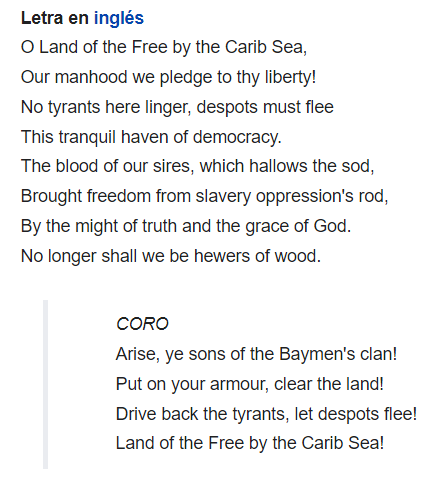 Letra en inglés
O Land of the Free by the Carib Sea,
Our manhood we pledge to thy liberty!
No tyrants here linger, despots must flee
This tranquil haven of democracy.
The blood of our sires, which hallows the sod,
Brought freedom from slavery oppression's rod,
By the might of truth and the grace of God.
No longer shall we be hewers of wood.
CORO
Arise, ye sons of the Baymen's clan!
Put on your armour, clear the land!
Drive back the tyrants, let despots flee!
Land of the Free by the Carib Sea!